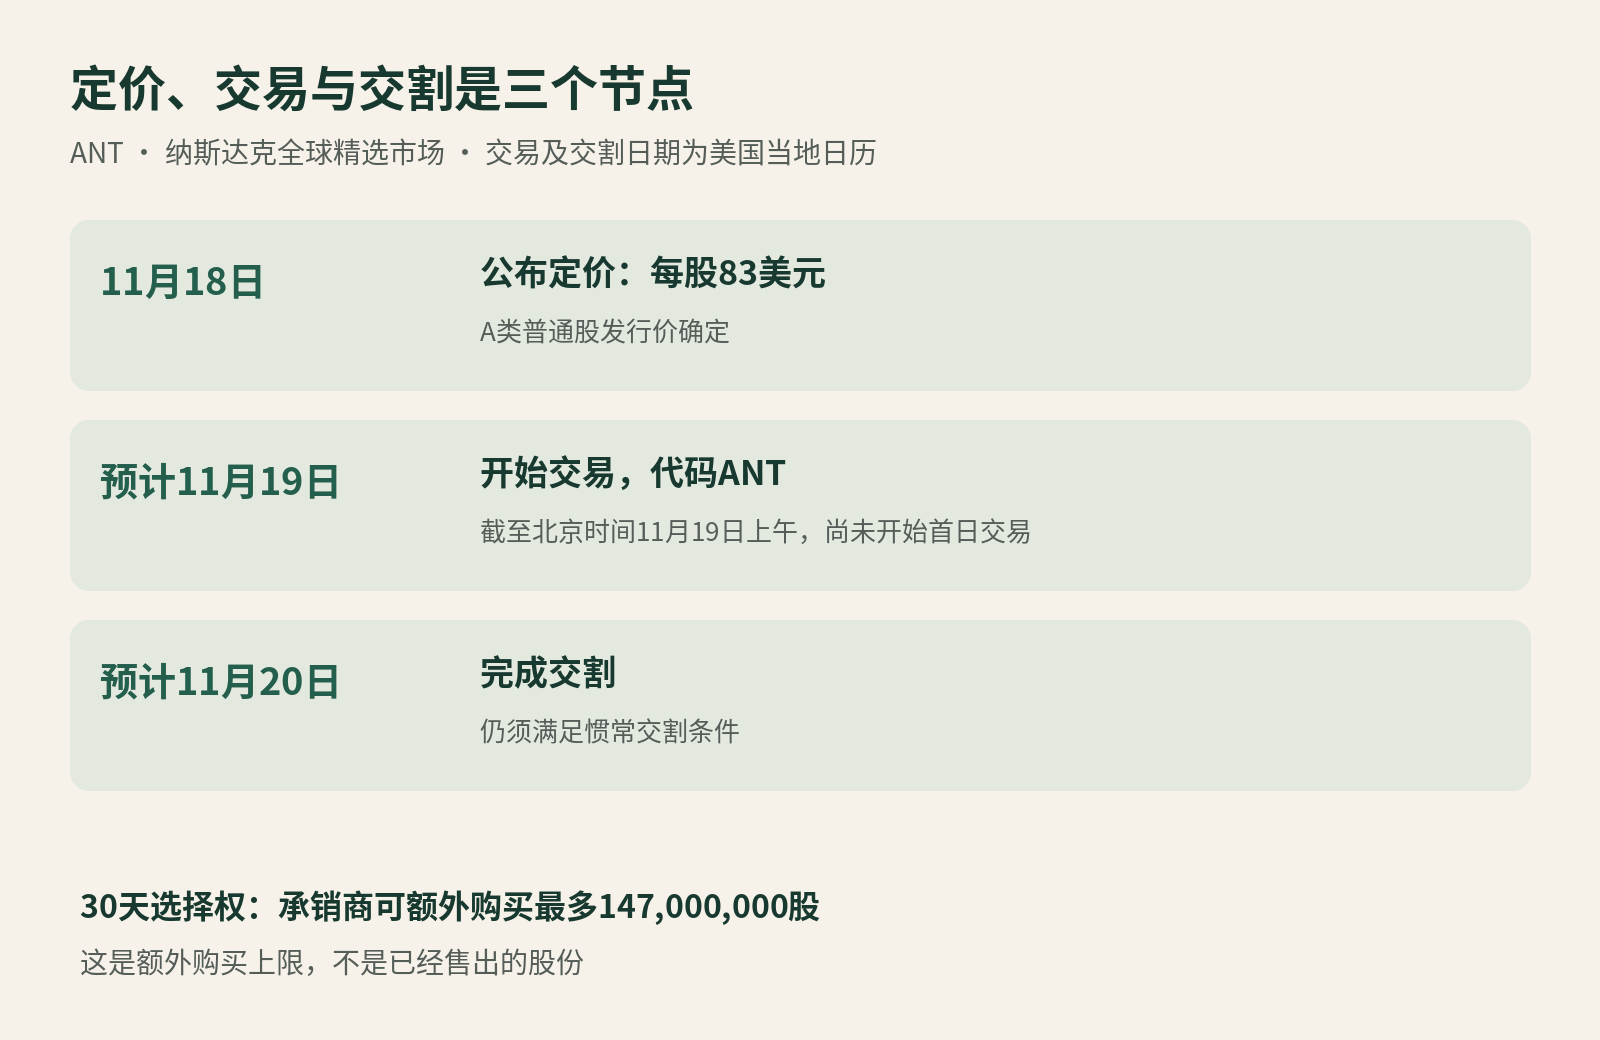 定价、交易与交割是三个节点
ANT · 纳斯达克全球精选市场 · 交易及交割日期为美国当地日历
11月18日
公布定价：每股83美元
A类普通股发行价确定
预计11月19日
开始交易，代码ANT
截至北京时间11月19日上午，尚未开始首日交易
预计11月20日
完成交割
仍须满足惯常交割条件
30天选择权：承销商可额外购买最多147,000,000股
这是额外购买上限，不是已经售出的股份